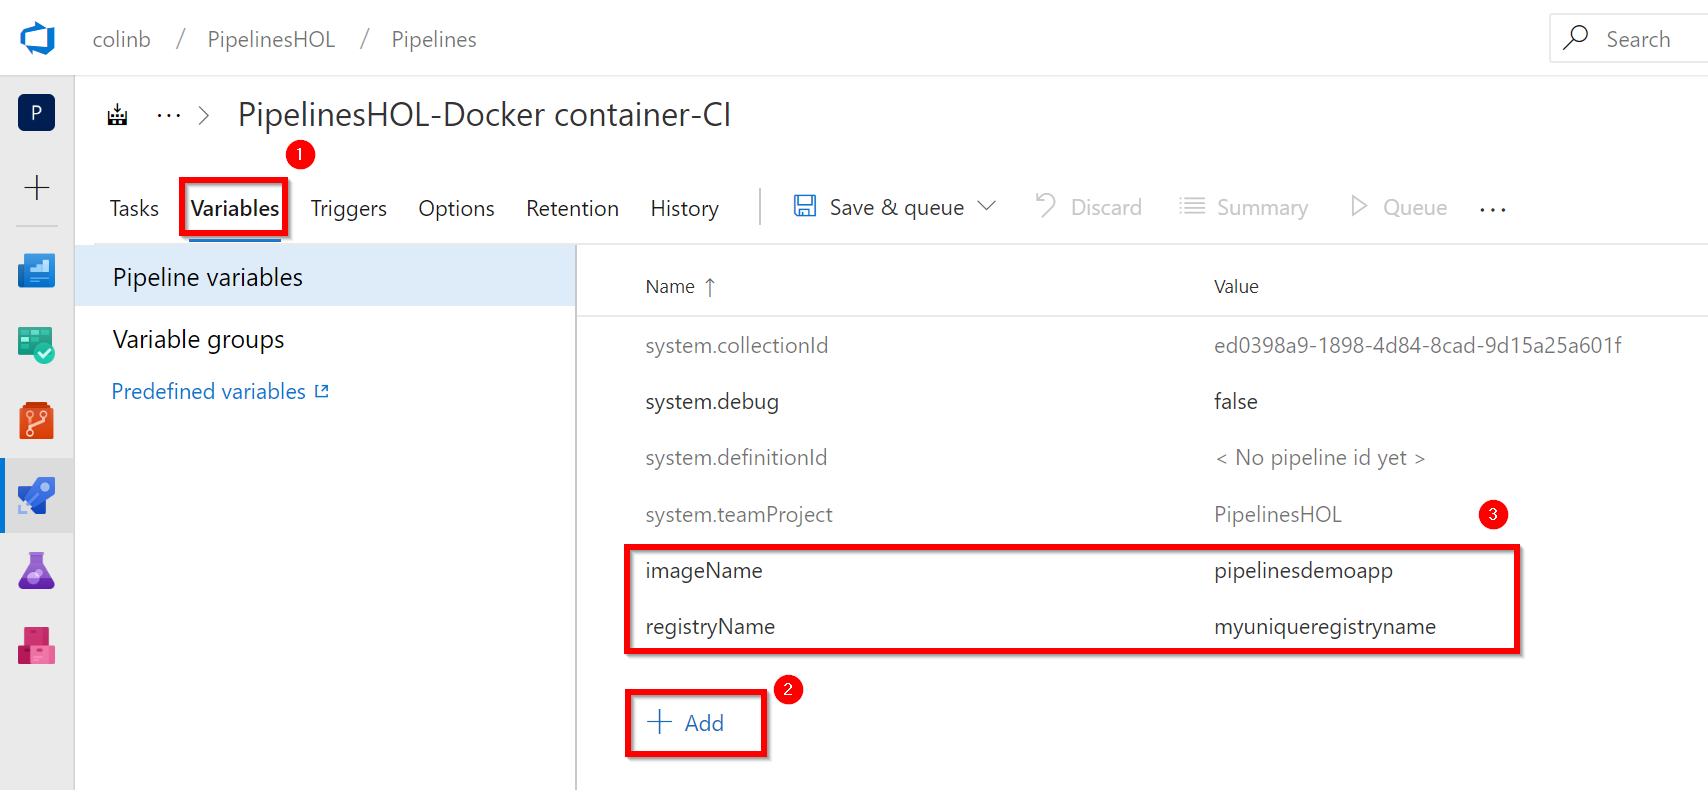 colinb / PipelinesHOL / Pipelines
Search
P
··· > PipelinesHOL-Docker container-CI
1
Tasks Variables Triggers Options Retention History Save & queue Discard Summary Queue ···
Pipeline variables
Variable groups
Predefined variables
Name ↑ Value
system.collectionId ed0398a9-1898-4d84-8cad-9d15a25a601f
system.debug false
system.definitionId < No pipeline id yet >
system.teamProject PipelinesHOL
3
imageName pipelinesdemoapp
registryName myuniqueregistryname
2
+ Add